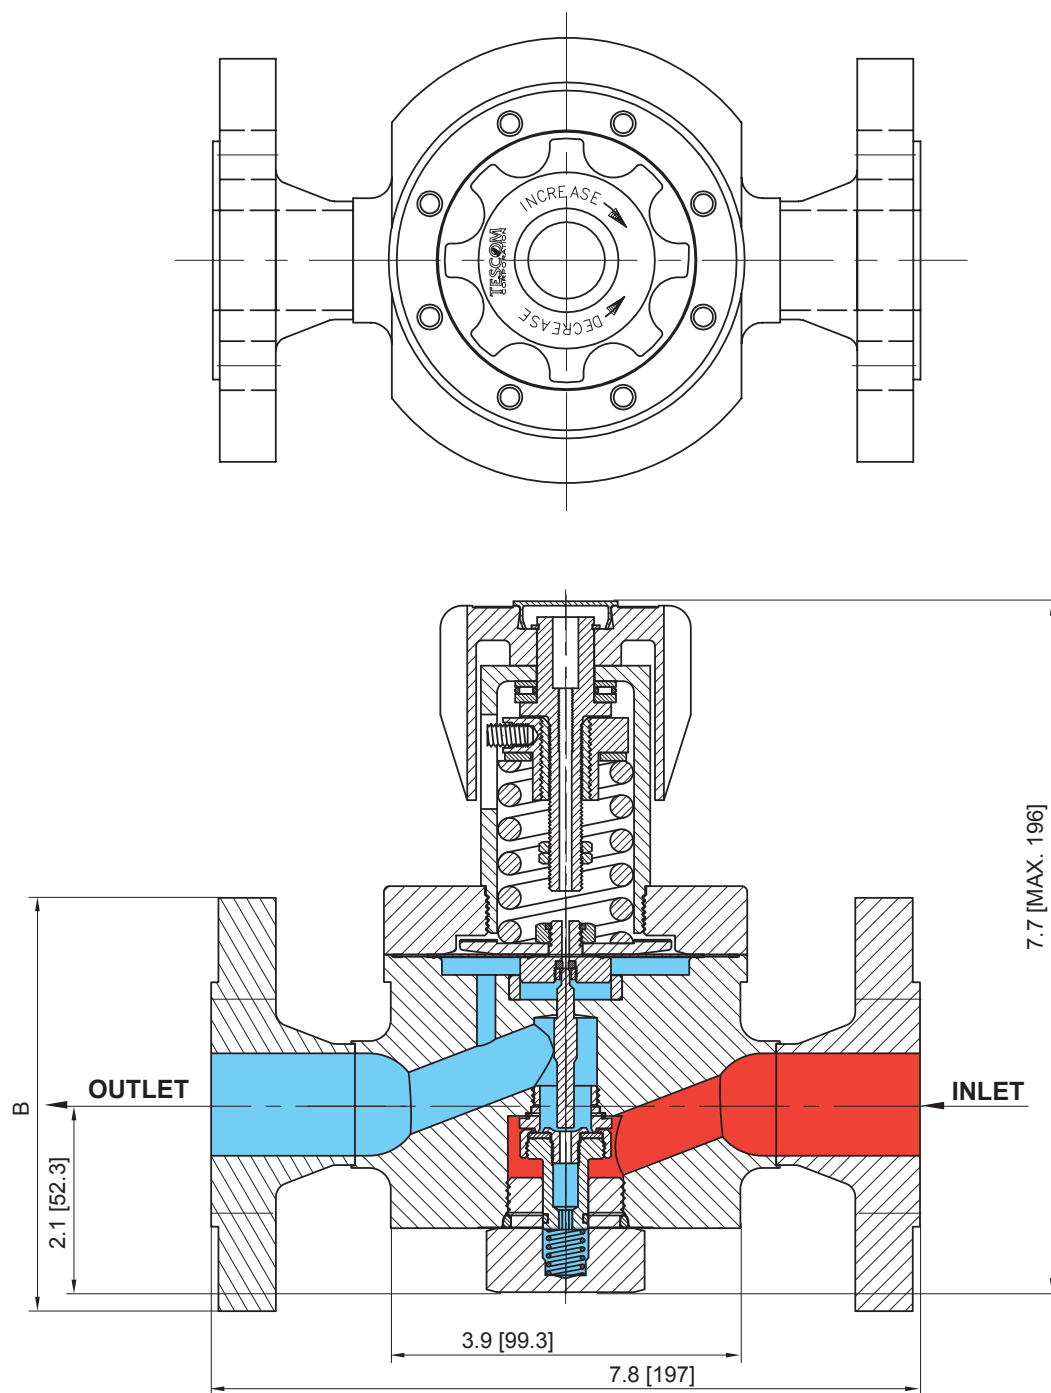 INCREASE
TESCOM
CORPORATION
DECREASE
7.7 [MAX. 196]
OUTLET
INLET
B
2.1 [52.3]
3.9 [99.3]
7.8 [197]